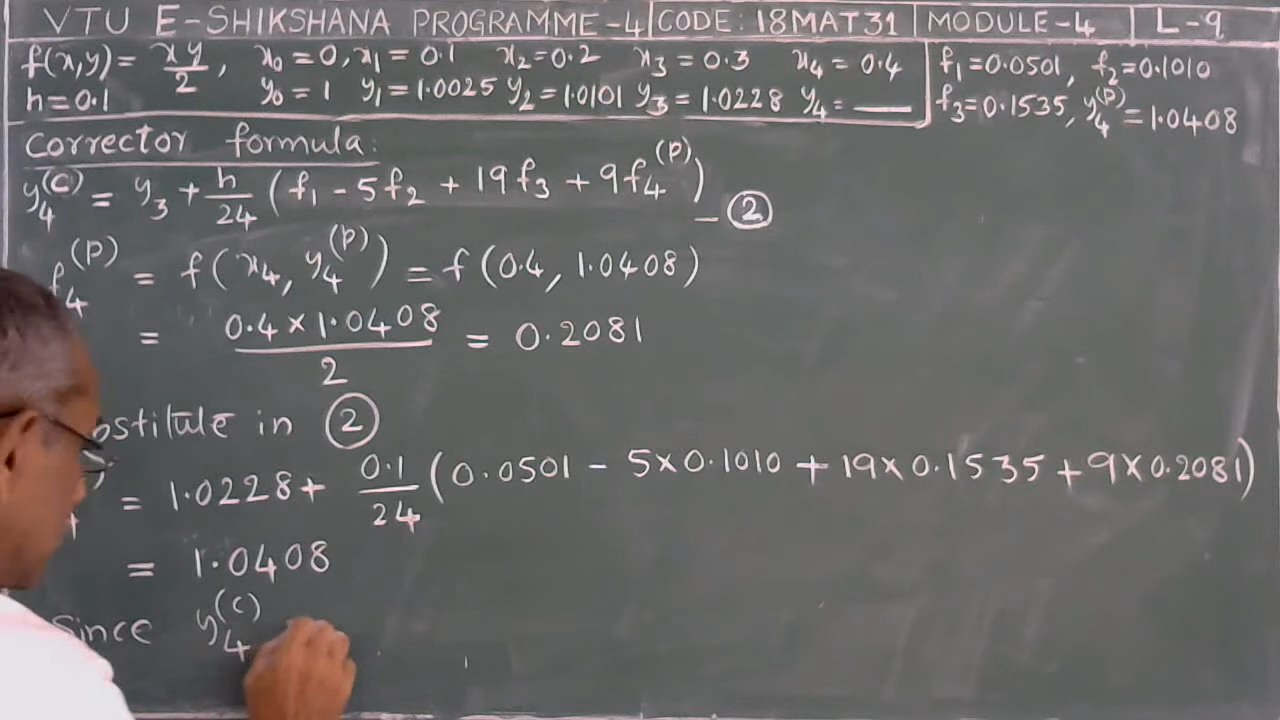 VTU E-SHIKSHANA PROGRAMME-4 CODE: 18MAT31 MODULE-4 L-9
f(x,y) = xy/2, x₀ = 0, x₁ = 0.1 x₂ = 0.2 x₃ = 0.3 x₄ = 0.4
h = 0.1 y₀ = 1 y₁ = 1.0025 y₂ = 1.0101 y₃ = 1.0228 y₄ = __
f₁ = 0.0501, f₂ = 0.1010
f₃ = 0.1535, y₄^(P) = 1.0408
Corrector formula:
y₄^(C) = y₃ + h/24 (f₁ - 5f₂ + 19f₃ + 9f₄^(P)) — ②
f₄^(P) = f(x₄, y₄^(P)) = f(0.4, 1.0408)
= 0.4 × 1.0408 / 2 = 0.2081
in ②
= 1.0228 + 0.1/24 (0.0501 - 5×0.1010 + 19×0.1535 + 9×0.2081)
= 1.0408
Since y₄^(C)